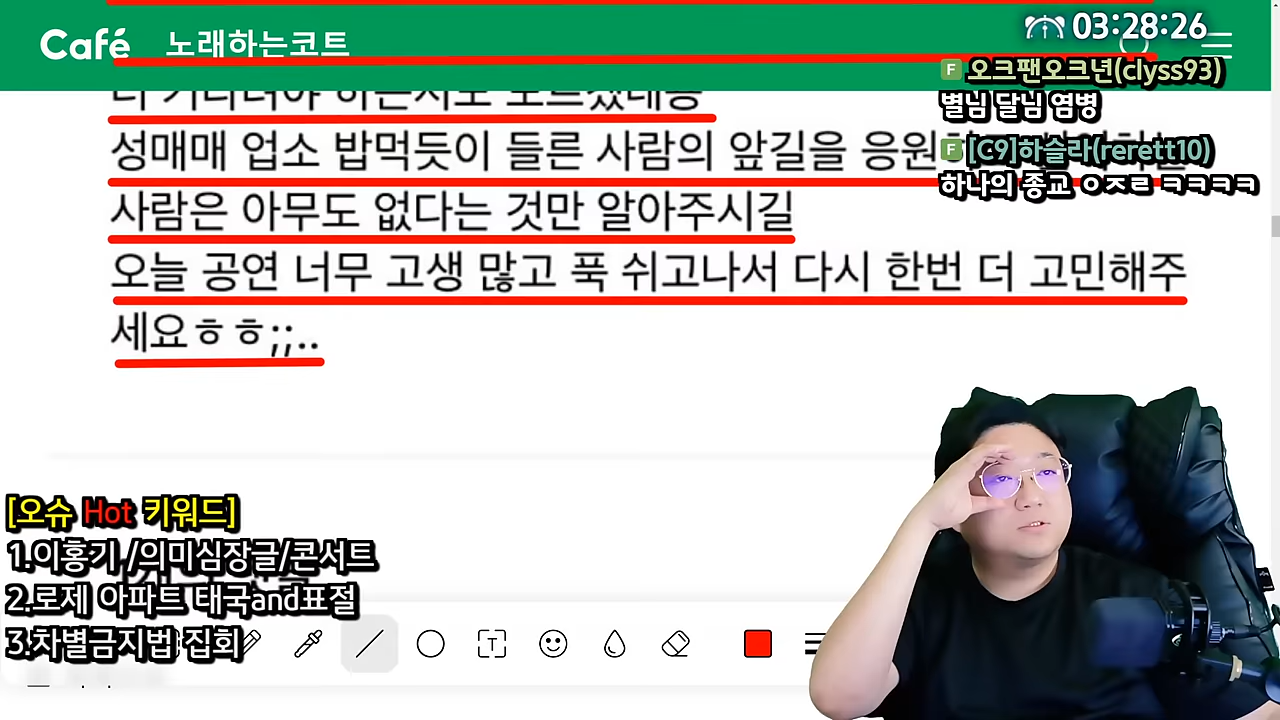 Café 노래하는코트
03:28:26
F 오크팬오크년(clyss93)
별님 달님 염병
F [C9]하슬라(rerett10)
하나의 종교 ㅇㅈㄹ ㅋㅋㅋㅋ
성매매 업소 밥먹듯이 들른 사람의 앞길을 응원
사람은 아무도 없다는 것만 알아주시길
오늘 공연 너무 고생 많고 푹 쉬고나서 다시 한번 더 고민해주
세요ㅎㅎ;;..
[오슈 Hot 키워드]
1.이홍기 /의미심장글/콘서트
2.로제 아파트 태국and표절
3.차별금지법 집회
T